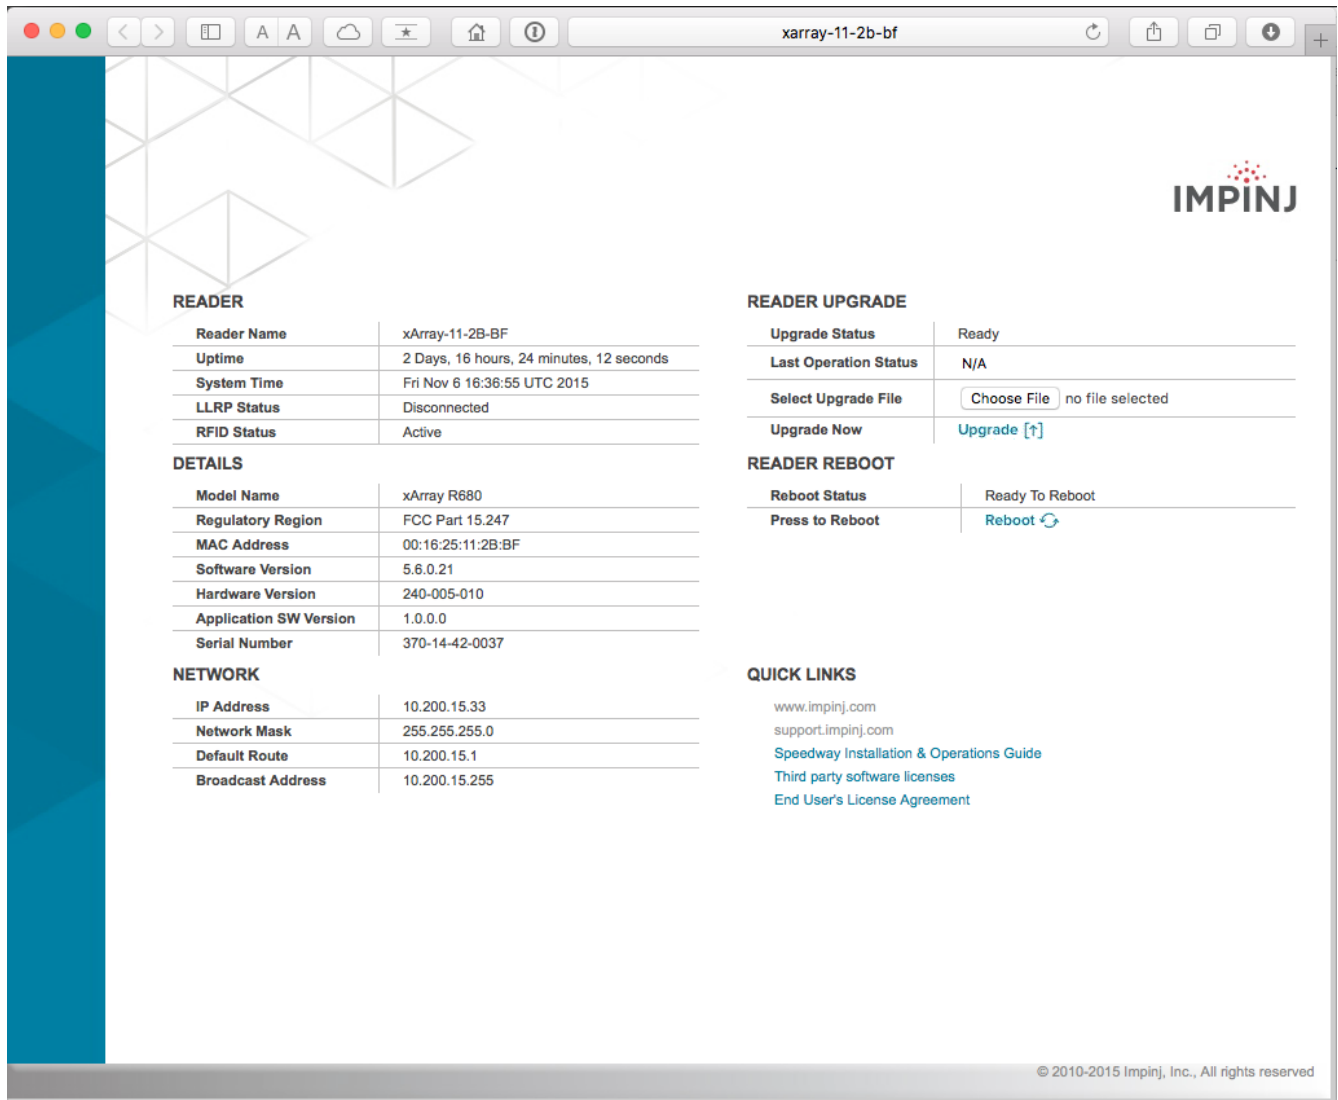 A A
xarray-11-2b-bf
IMPINJ
READER
Reader Name xArray-11-2B-BF
Uptime 2 Days, 16 hours, 24 minutes, 12 seconds
System Time Fri Nov 6 16:36:55 UTC 2015
LLRP Status Disconnected
RFID Status Active
DETAILS
Model Name xArray R680
Regulatory Region FCC Part 15.247
MAC Address 00:16:25:11:2B:BF
Software Version 5.6.0.21
Hardware Version 240-005-010
Application SW Version 1.0.0.0
Serial Number 370-14-42-0037
NETWORK
IP Address 10.200.15.33
Network Mask 255.255.255.0
Default Route 10.200.15.1
Broadcast Address 10.200.15.255
READER UPGRADE
Upgrade Status Ready
Last Operation Status N/A
Select Upgrade File Choose File no file selected
Upgrade Now Upgrade [↑]
READER REBOOT
Reboot Status Ready To Reboot
Press to Reboot Reboot
QUICK LINKS
www.impinj.com
support.impinj.com
Speedway Installation & Operations Guide
Third party software licenses
End User's License Agreement
© 2010-2015 Impinj, Inc., All rights reserved